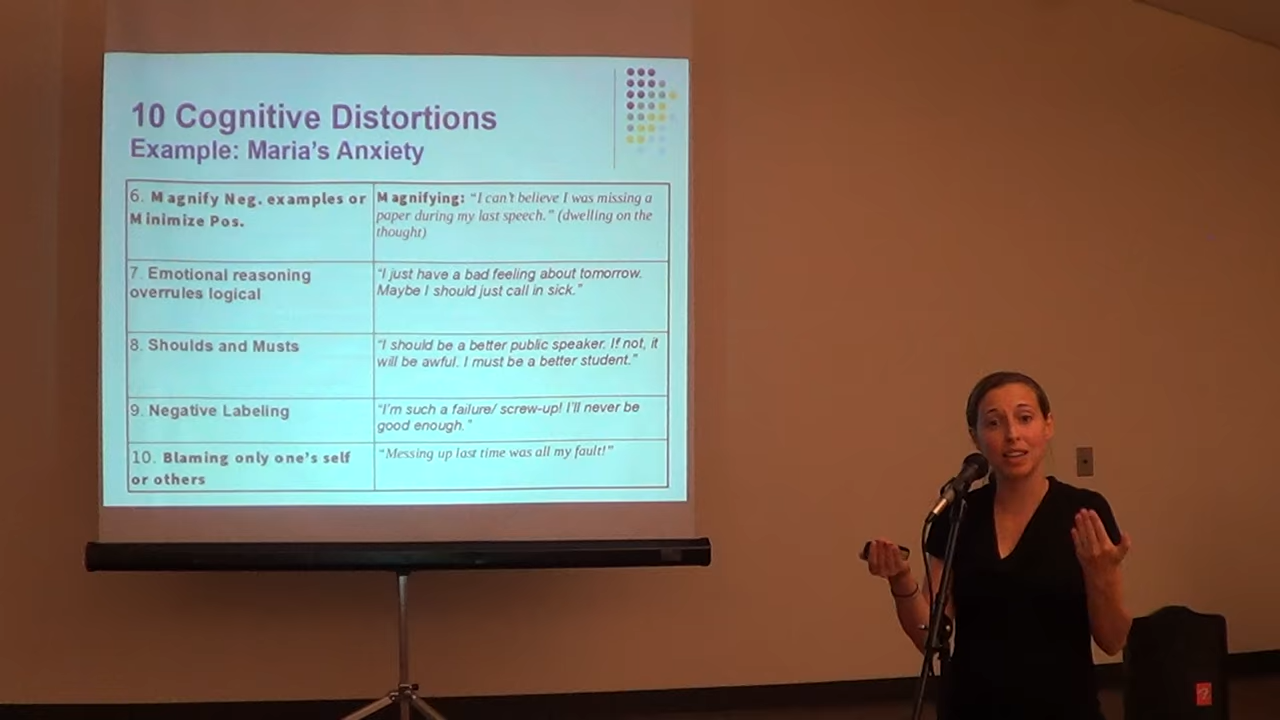 10 Cognitive Distortions
Example: Maria's Anxiety
6. Magnify Neg. examples or
Minimize Pos.
Magnifying: "I can't believe I was missing a
paper during my last speech." (dwelling on the
thought)
7. Emotional reasoning
overrules logical
"I just have a bad feeling about tomorrow.
Maybe I should just call in sick."
8. Shoulds and Musts
"I should be a better public speaker. If not, it
will be awful. I must be a better student."
9. Negative Labeling
"I'm such a failure/ screw-up! I'll never be
good enough."
10. Blaming only one's self
or others
"Messing up last time was all my fault!"
?